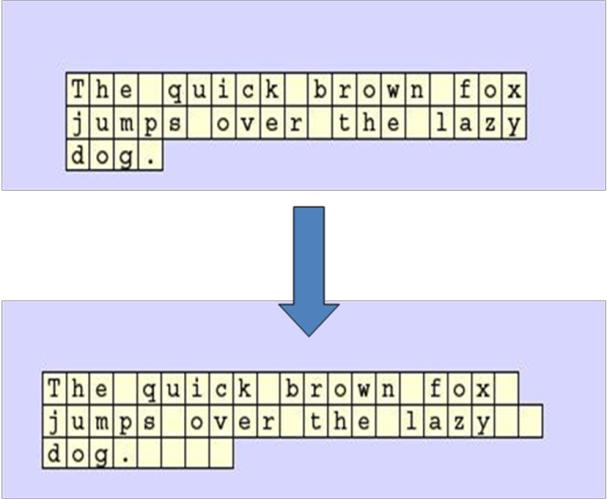 The quick brown fox
jumps over the lazy
dog.
The quick brown fox
jumps over the lazy
dog.